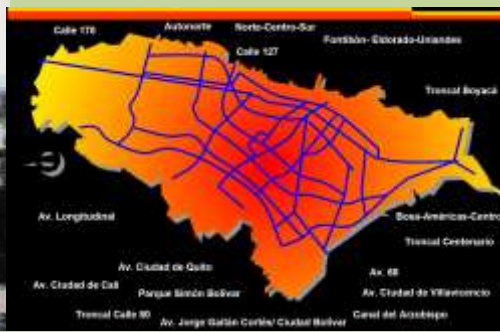 Calle 170
Autonorte
Norte-Centro-Sur
Calle 127
Fontibón- Eldorado-Uniandes
Troncal Boyacá
Av. Longitudinal
Bosa-Américas-Centro
Troncal Centenario
Av. Ciudad de Quito
Av. 68
Av. Ciudad de Cali
Parque Simón Bolívar
Av. Ciudad de Villavicencio
Troncal Calle 80
Av. Jorge Gaitán Cortés/ Ciudad Bolívar
Canal del Arzobispo